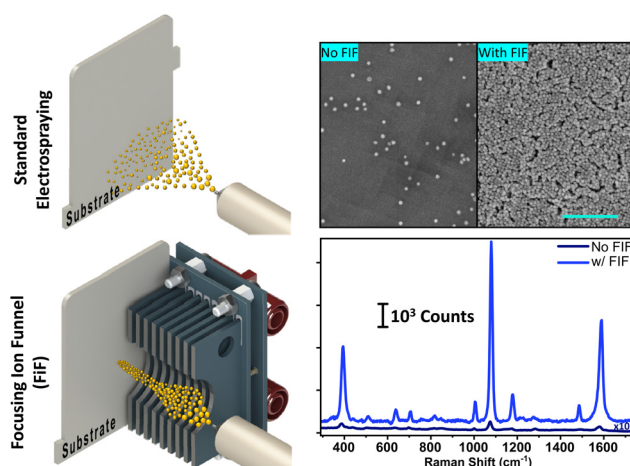 Standard
Electrospraying
Substrate
No FIF
With FIF
Focusing Ion Funnel
(FiF)
Substrate
No FIF
w/ FIF
10³ Counts
x10
400 600 800 1000 1200 1400 1600
Raman Shift (cm⁻¹)